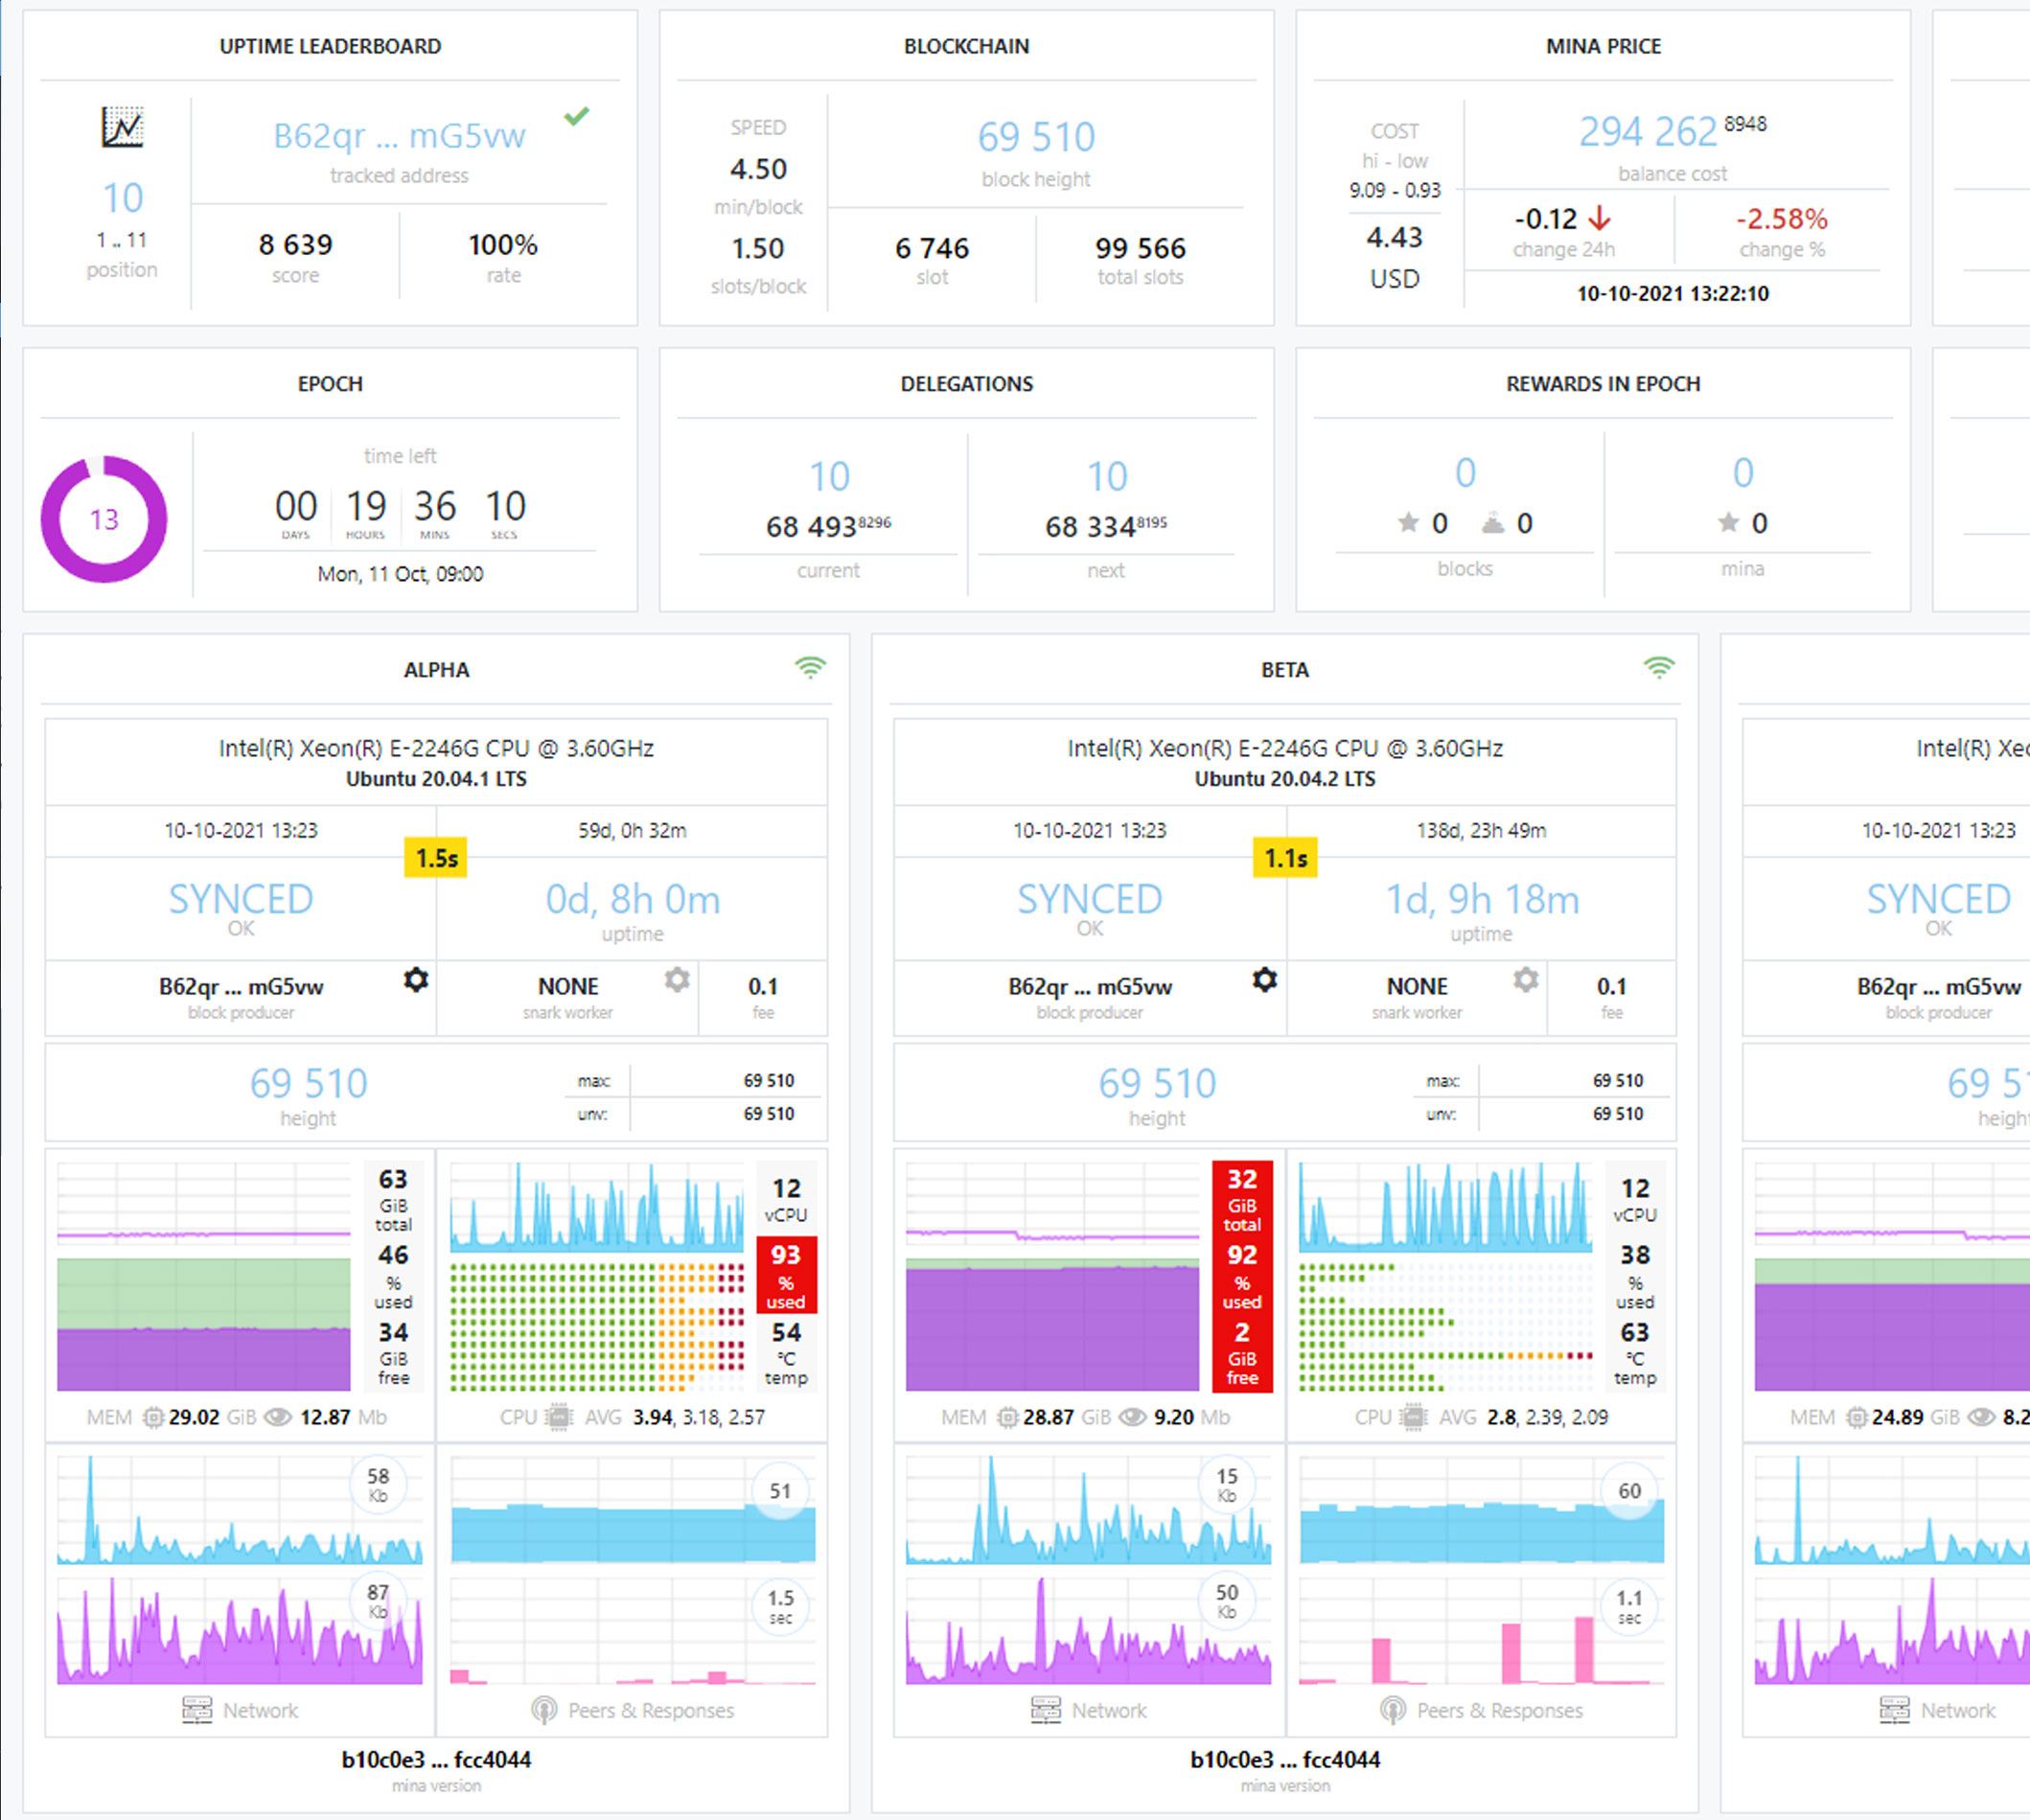 UPTIME LEADERBOARD
10
1 .. 11
position
B62qr ... mG5vw
tracked address
8 639
score
100%
rate
BLOCKCHAIN
SPEED
4.50
min/block
1.50
slots/block
69 510
block height
6 746
slot
99 566
total slots
MINA PRICE
COST
hi - low
9.09 - 0.93
4.43
USD
294 262 8948
balance cost
-0.12
change 24h
-2.58%
change %
10-10-2021 13:22:10
EPOCH
13
time left
00 19 36 10
DAYS HOURS MINS SECS
Mon, 11 Oct, 09:00
DELEGATIONS
10
68 493 8296
current
10
68 334 8195
next
REWARDS IN EPOCH
0
0 0
blocks
0
0
mina
ALPHA
Intel(R) Xeon(R) E-2246G CPU @ 3.60GHz
Ubuntu 20.04.1 LTS
10-10-2021 13:23
59d, 0h 32m
1.5s
SYNCED
OK
0d, 8h 0m
uptime
B62qr ... mG5vw
block producer
NONE
snark worker
0.1
fee
69 510
height
max: 69 510
unv: 69 510
63
GiB
total
46
%
used
34
GiB
free
12
vCPU
93
%
used
54
°C
temp
MEM 29.02 GiB 12.87 Mb
CPU AVG 3.94, 3.18, 2.57
58
Kb
87
Kb
Network
51
1.5
sec
Peers & Responses
b10c0e3 ... fcc4044
mina version
BETA
Intel(R) Xeon(R) E-2246G CPU @ 3.60GHz
Ubuntu 20.04.2 LTS
10-10-2021 13:23
138d, 23h 49m
1.1s
SYNCED
OK
1d, 9h 18m
uptime
B62qr ... mG5vw
block producer
NONE
snark worker
0.1
fee
69 510
height
max: 69 510
unv: 69 510
32
GiB
total
92
%
used
2
GiB
free
12
vCPU
38
%
used
63
°C
temp
MEM 28.87 GiB 9.20 Mb
CPU AVG 2.8, 2.39, 2.09
15
Kb
50
Kb
Network
60
1.1
sec
Peers & Responses
b10c0e3 ... fcc4044
mina version
Intel(R)
10-10-2021 13:23
SYNCED
OK
B62qr ... mG5vw
block producer
69
MEM 24.89 GiB
Network